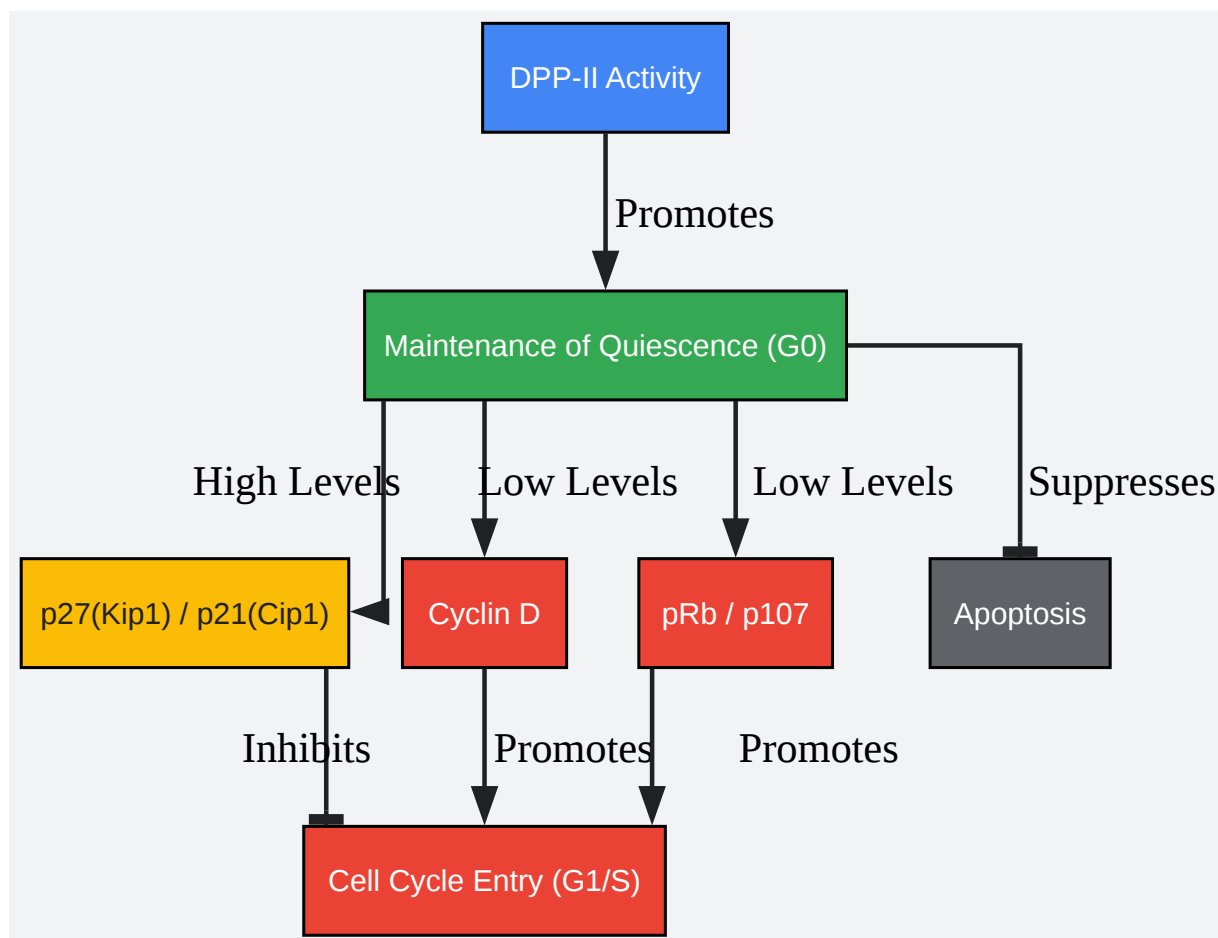 DPP-II Activity
Promotes
Maintenance of Quiescence (G0)
High Levels
Low Levels
Low Levels
Suppresses
p27(Kip1) / p21(Cip1)
Cyclin D
pRb / p107
Apoptosis
Inhibits
Promotes
Promotes
Cell Cycle Entry (G1/S)